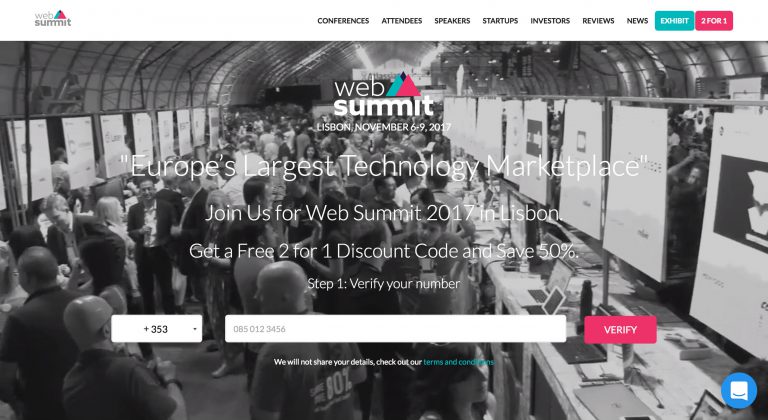 web
summit
CONFERENCES ATTENDEES SPEAKERS STARTUPS INVESTORS REVIEWS NEWS EXHIBIT 2 FOR 1
web
summit
LISBON, NOVEMBER 6-9, 2017
"Europe's Largest Technology Marketplace"
Join Us for Web Summit 2017 in Lisbon.
Get a Free 2 for 1 Discount Code and Save 50%.
Step 1: Verify your number
+ 353 085 012 3456 VERIFY
We will not share your details, check out our terms and conditions